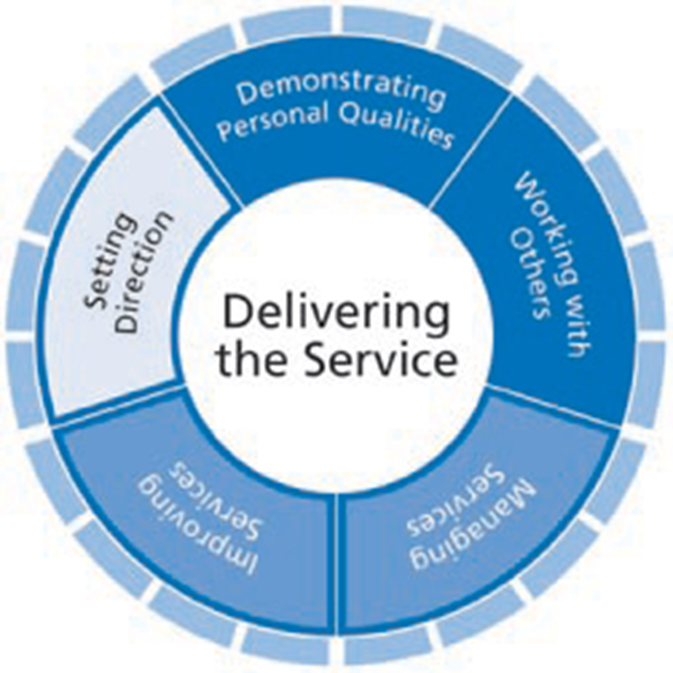 Demonstrating
Personal Qualities
Working with
Others
Managing
Services
Improving
Services
Setting
Direction
Delivering
the Service